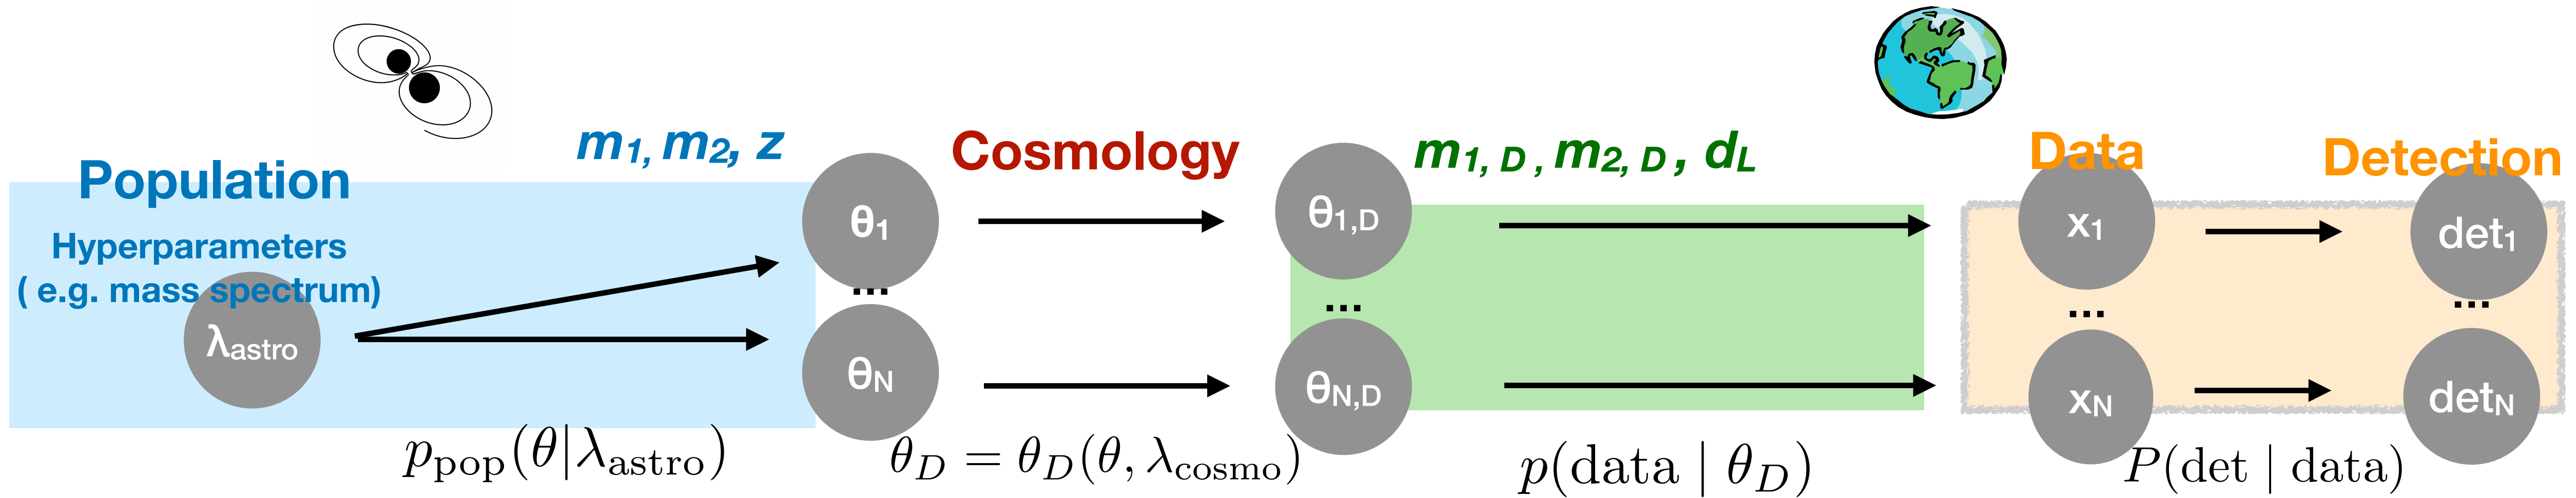 Population
Hyperparameters
( e.g. mass spectrum)
λastro
ppop(θ|λastro)
m1, m2, z
θ1
...
θN
Cosmology
θD = θD(θ, λcosmo)
θ1,D
...
θN,D
m1, D , m2, D , dL
p(data | θD)
Data
x1
...
xN
Detection
det1
...
detN
P(det | data)